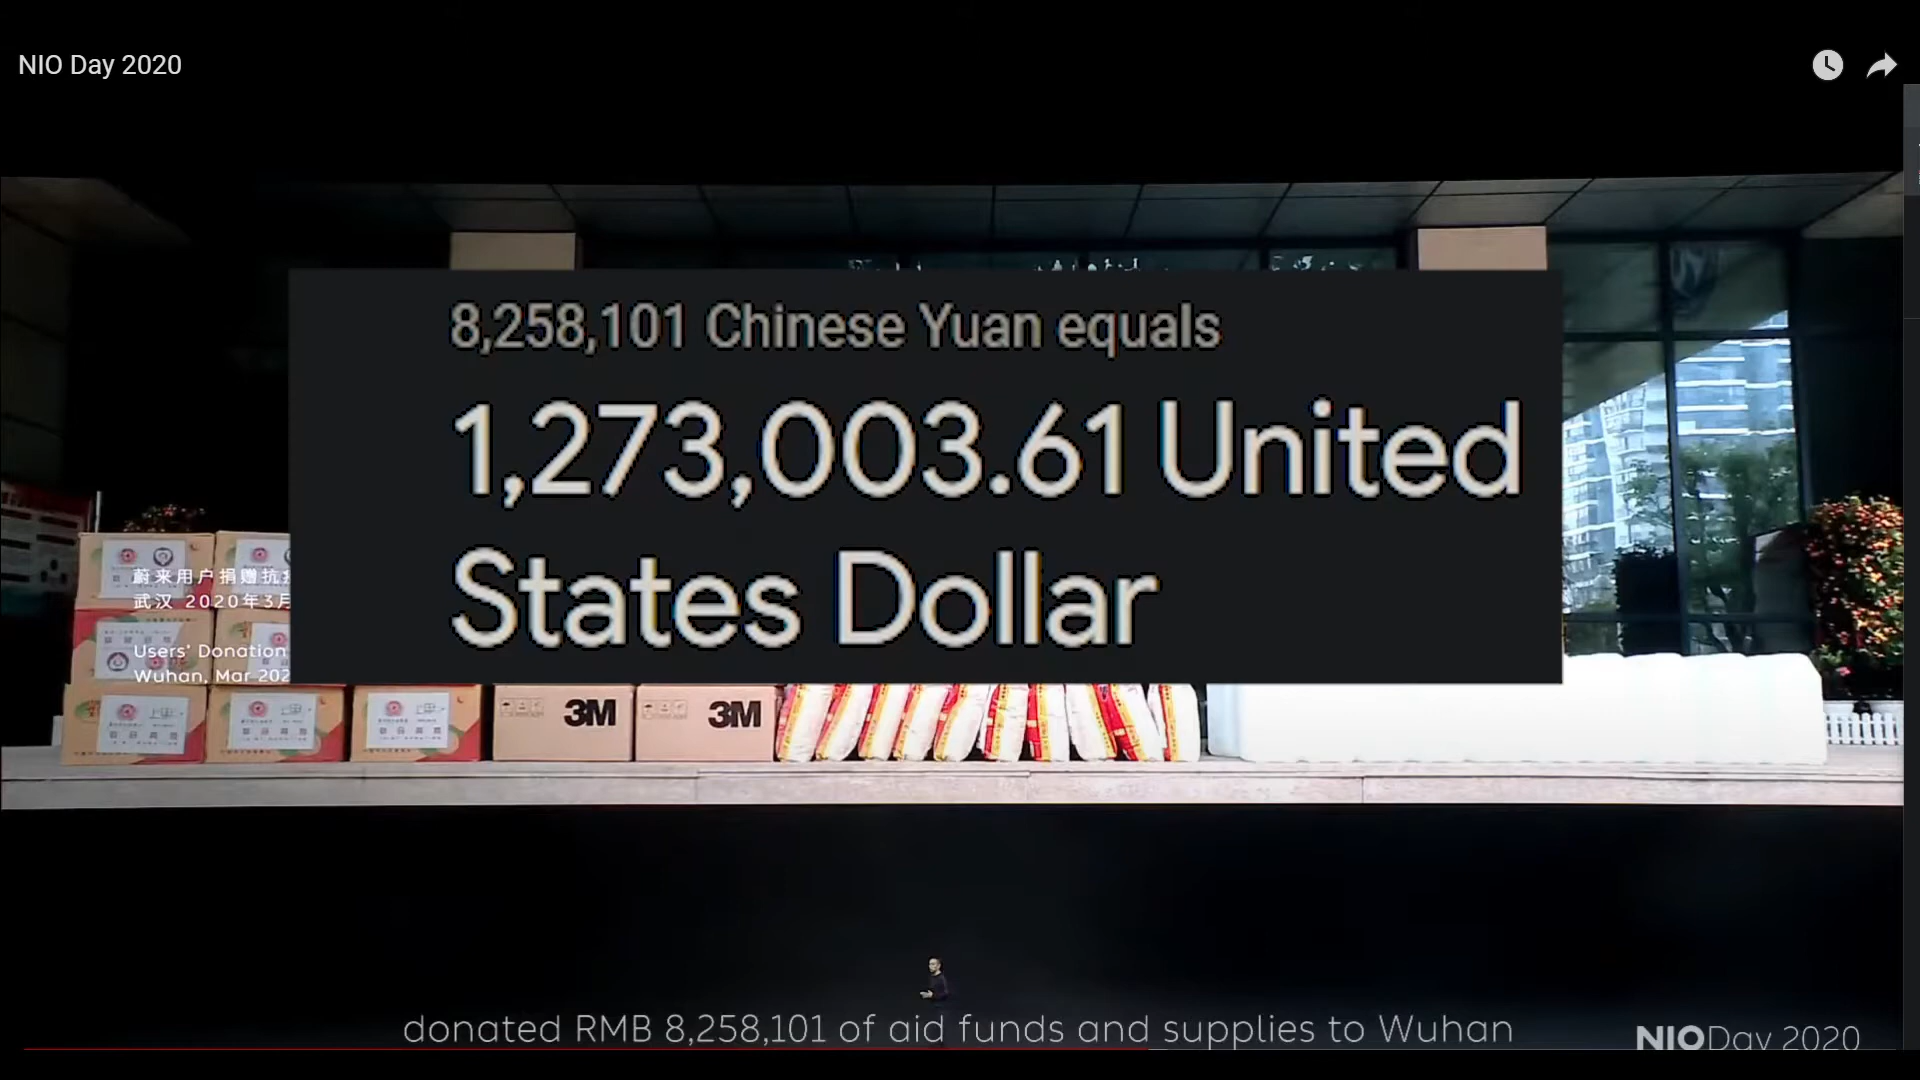 NIO Day 2020
8,258,101 Chinese Yuan equals
1,273,003.61 United
States Dollar
蔚来用户捐赠抗
武汉 2020年3月
Users' Donation
Wuhan, Mar 202
3M
3M
donated RMB 8,258,101 of aid funds and supplies to Wuhan
NIO Day 2020